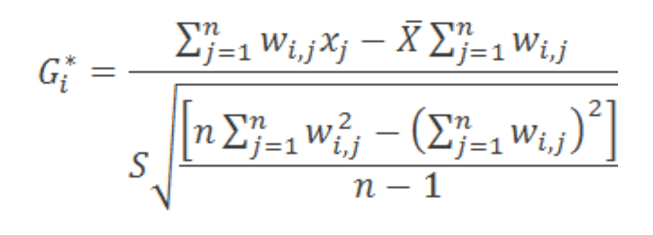 G_i^* = \frac{\sum_{j=1}^{n} w_{i,j} x_j - \bar{X} \sum_{j=1}^{n} w_{i,j}}{S \sqrt{\frac{\left[ n \sum_{j=1}^{n} w_{i,j}^2 - \left( \sum_{j=1}^{n} w_{i,j} \right)^2 \right]}{n-1}}}